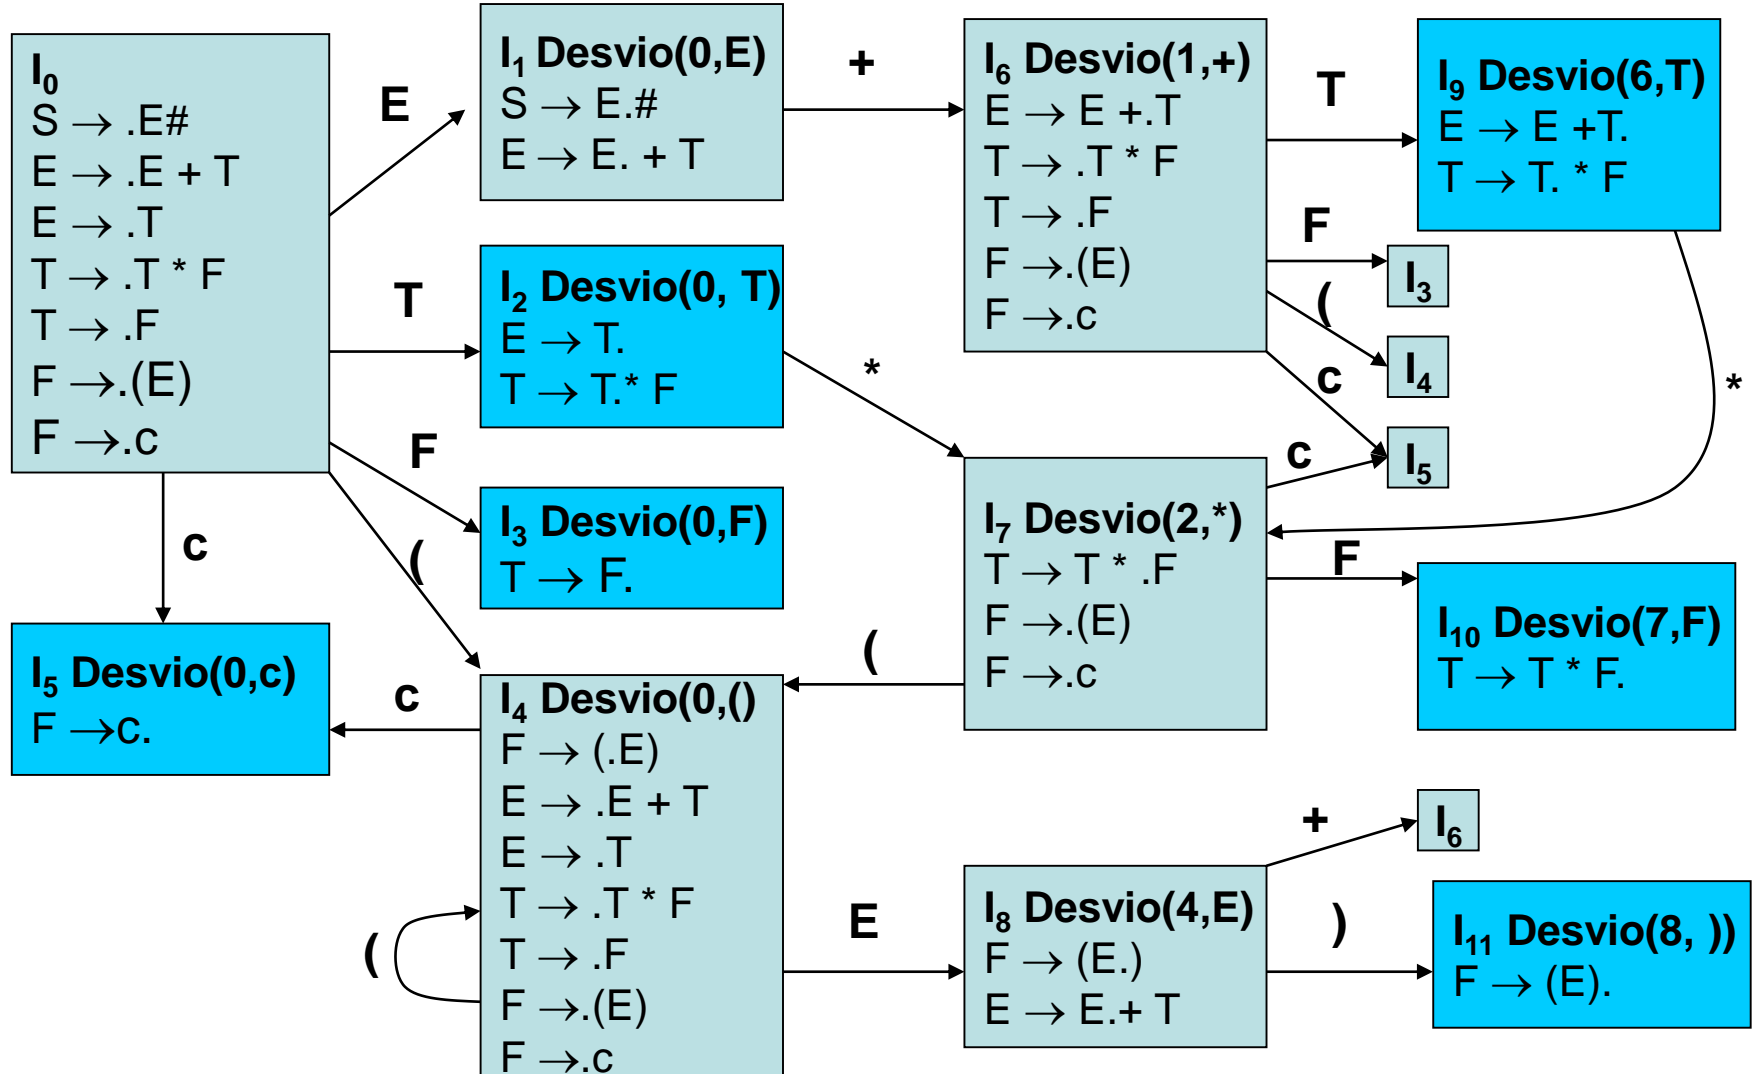 I0
S → .E#
E → .E + T
E → .T
T → .T * F
T → .F
F →.(E)
F →.c
E
T
F
(
c
I1 Desvio(0,E)
S → E.#
E → E. + T
+
I2 Desvio(0, T)
E → T.
T → T.* F
*
I3 Desvio(0,F)
T → F.
I5 Desvio(0,c)
F →c.
c
I4 Desvio(0,()
F → (.E)
E → .E + T
E → .T
T → .T * F
T → .F
F →.(E)
F →.c
(
E
I6 Desvio(1,+)
E → E +.T
T → .T * F
T → .F
F →.(E)
F →.c
T
F
(
c
I9 Desvio(6,T)
E → E +T.
T → T. * F
*
I3
I4
I5
I7 Desvio(2,*)
T → T * .F
F →.(E)
F →.c
c
F
(
I10 Desvio(7,F)
T → T * F.
I8 Desvio(4,E)
F → (E.)
E → E.+ T
+
I6
)
I11 Desvio(8, ))
F → (E).